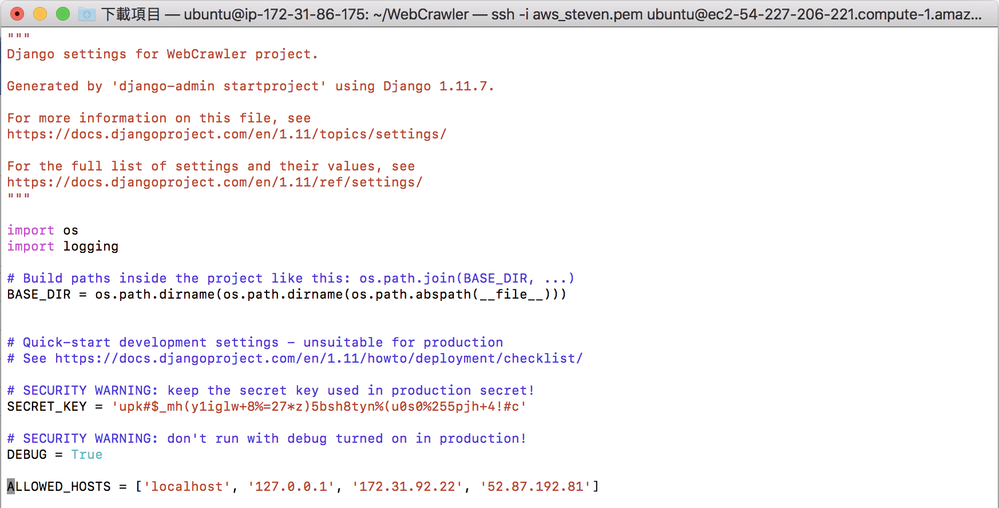 下載項目 — ubuntu@ip-172-31-86-175: ~/WebCrawler — ssh -i aws_steven.pem ubuntu@ec2-54-227-206-221.compute-1.amaz...
"""
Django settings for WebCrawler project.
Generated by 'django-admin startproject' using Django 1.11.7.
For more information on this file, see
https://docs.djangoproject.com/en/1.11/topics/settings/
For the full list of settings and their values, see
https://docs.djangoproject.com/en/1.11/ref/settings/
"""
import os
import logging
# Build paths inside the project like this: os.path.join(BASE_DIR, ...)
BASE_DIR = os.path.dirname(os.path.dirname(os.path.abspath(__file__)))
# Quick-start development settings - unsuitable for production
# See https://docs.djangoproject.com/en/1.11/howto/deployment/checklist/
# SECURITY WARNING: keep the secret key used in production secret!
SECRET_KEY = 'upk#$_mh(y1iglw+8%=27*z)5bsh8tyn%(u0s0%255pjh+4!#c'
# SECURITY WARNING: don't run with debug turned on in production!
DEBUG = True
ALLOWED_HOSTS = ['localhost', '127.0.0.1', '172.31.92.22', '52.87.192.81']